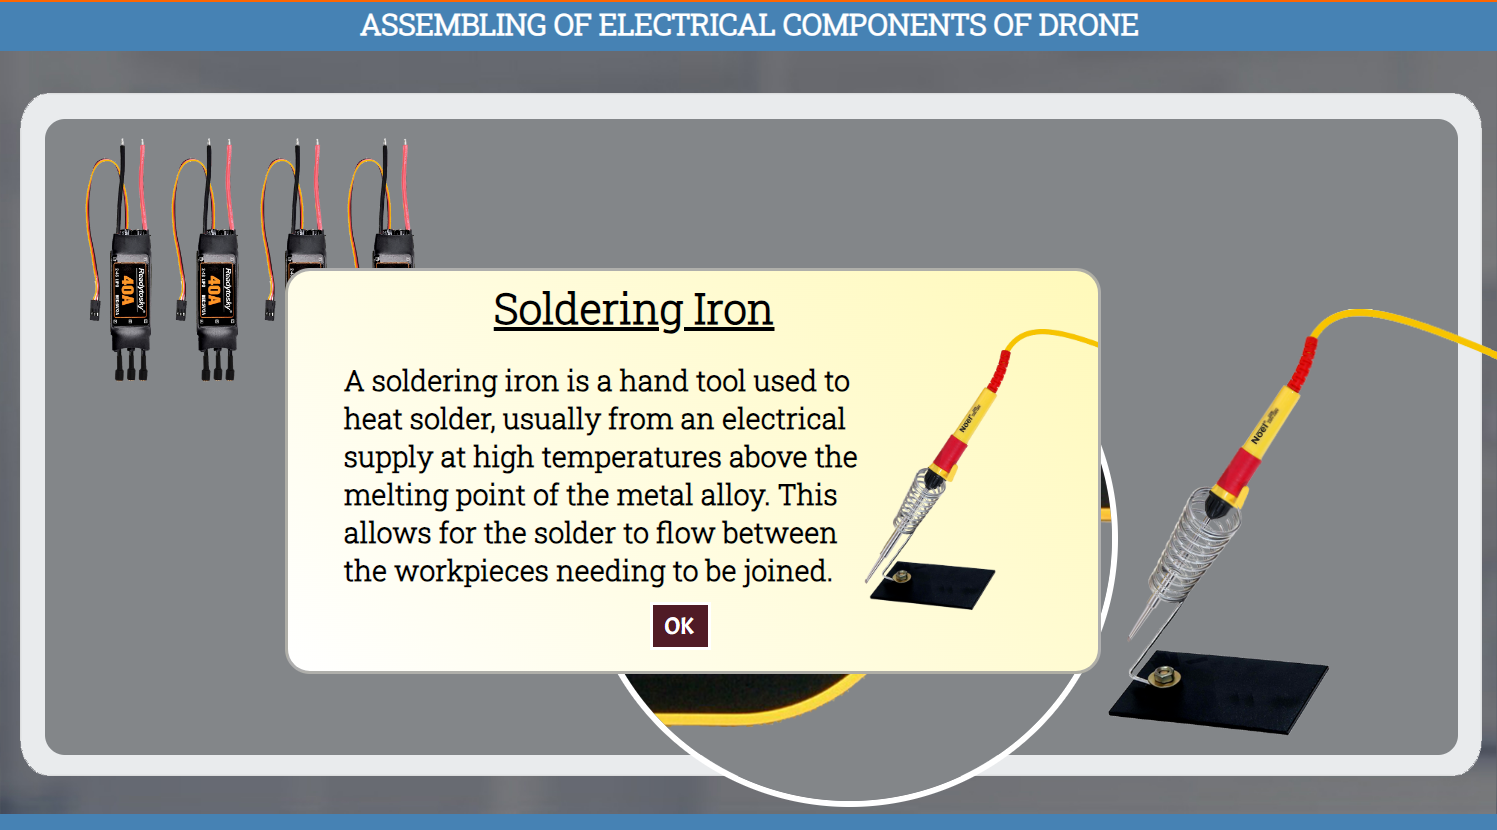 ASSEMBLING OF ELECTRICAL COMPONENTS OF DRONE
Readytosky
40A
Readytosky
40A
Soldering Iron
A soldering iron is a hand tool used to
heat solder, usually from an electrical
supply at high temperatures above the
melting point of the metal alloy. This
allows for the solder to flow between
the workpieces needing to be joined.
OK
Noel
Noel